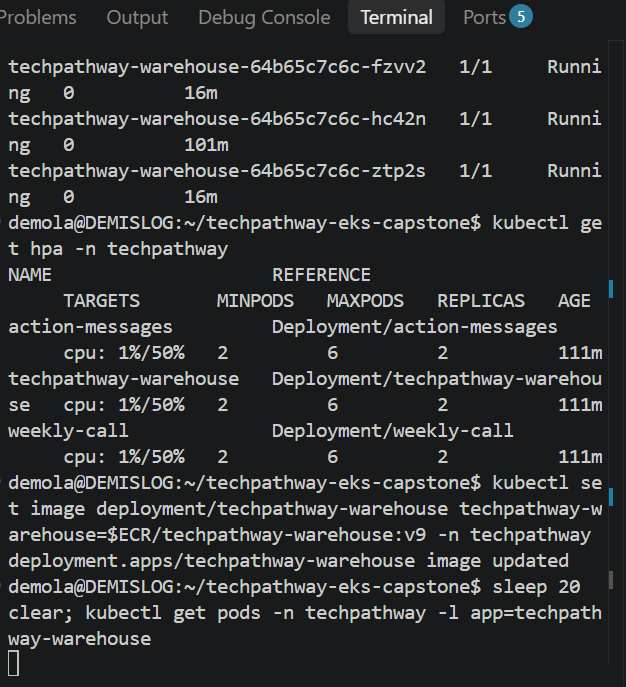 Problems Output Debug Console Terminal Ports 5
techpathway-warehouse-64b65c7c6c-fzvv2 1/1 Runni
ng 0 16m
techpathway-warehouse-64b65c7c6c-hc42n 1/1 Runni
ng 0 101m
techpathway-warehouse-64b65c7c6c-ztp2s 1/1 Runni
ng 0 16m
demola@DEMISLOG:~/techpathway-eks-capstone$ kubectl ge
t hpa -n techpathway
NAME REFERENCE
TARGETS MINPODS MAXPODS REPLICAS AGE
action-messages Deployment/action-messages
cpu: 1%/50% 2 6 2 111m
techpathway-warehouse Deployment/techpathway-warehou
se cpu: 1%/50% 2 6 2 111m
weekly-call Deployment/weekly-call
cpu: 1%/50% 2 6 2 111m
demola@DEMISLOG:~/techpathway-eks-capstone$ kubectl se
t image deployment/techpathway-warehouse techpathway-w
arehouse=$ECR/techpathway-warehouse:v9 -n techpathway
deployment.apps/techpathway-warehouse image updated
demola@DEMISLOG:~/techpathway-eks-capstone$ sleep 20
clear; kubectl get pods -n techpathway -l app=techpath
way-warehouse